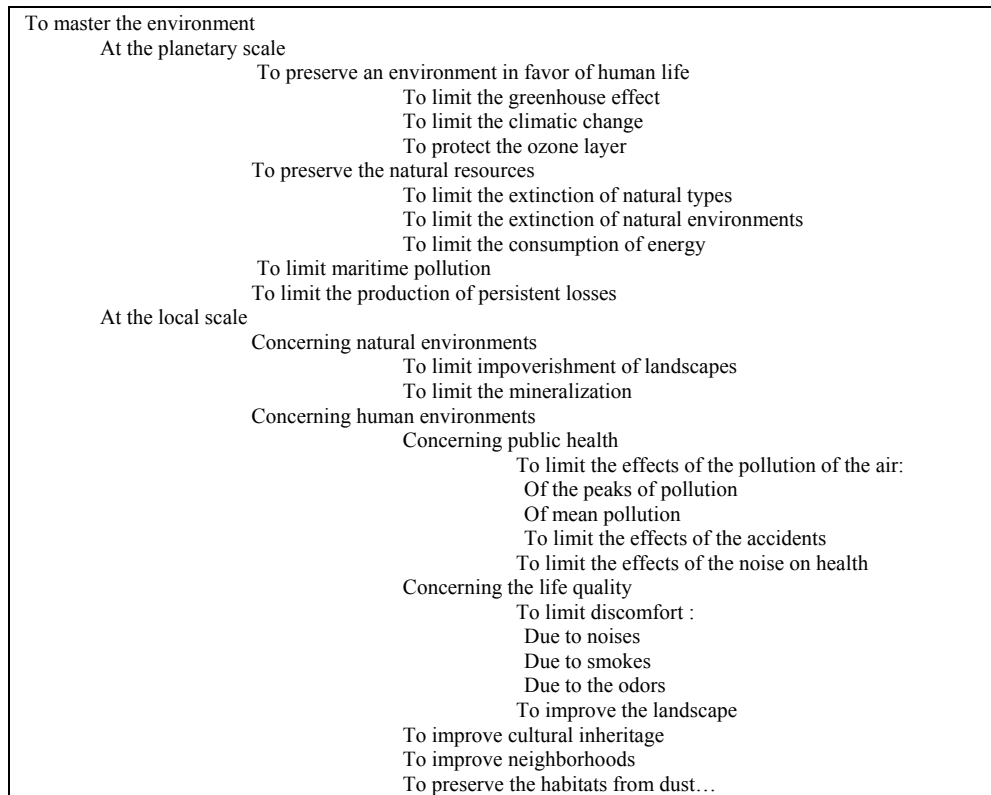 To master the environment
At the planetary scale
To preserve an environment in favor of human life
To limit the greenhouse effect
To limit the climatic change
To protect the ozone layer
To preserve the natural resources
To limit the extinction of natural types
To limit the extinction of natural environments
To limit the consumption of energy
To limit maritime pollution
To limit the production of persistent losses
At the local scale
Concerning natural environments
To limit impoverishment of landscapes
To limit the mineralization
Concerning human environments
Concerning public health
To limit the effects of the pollution of the air:
Of the peaks of pollution
Of mean pollution
To limit the effects of the accidents
To limit the effects of the noise on health
Concerning the life quality
To limit discomfort :
Due to noises
Due to smokes
Due to the odors
To improve the landscape
To improve cultural inheritage
To improve neighborhoods
To preserve the habitats from dust…